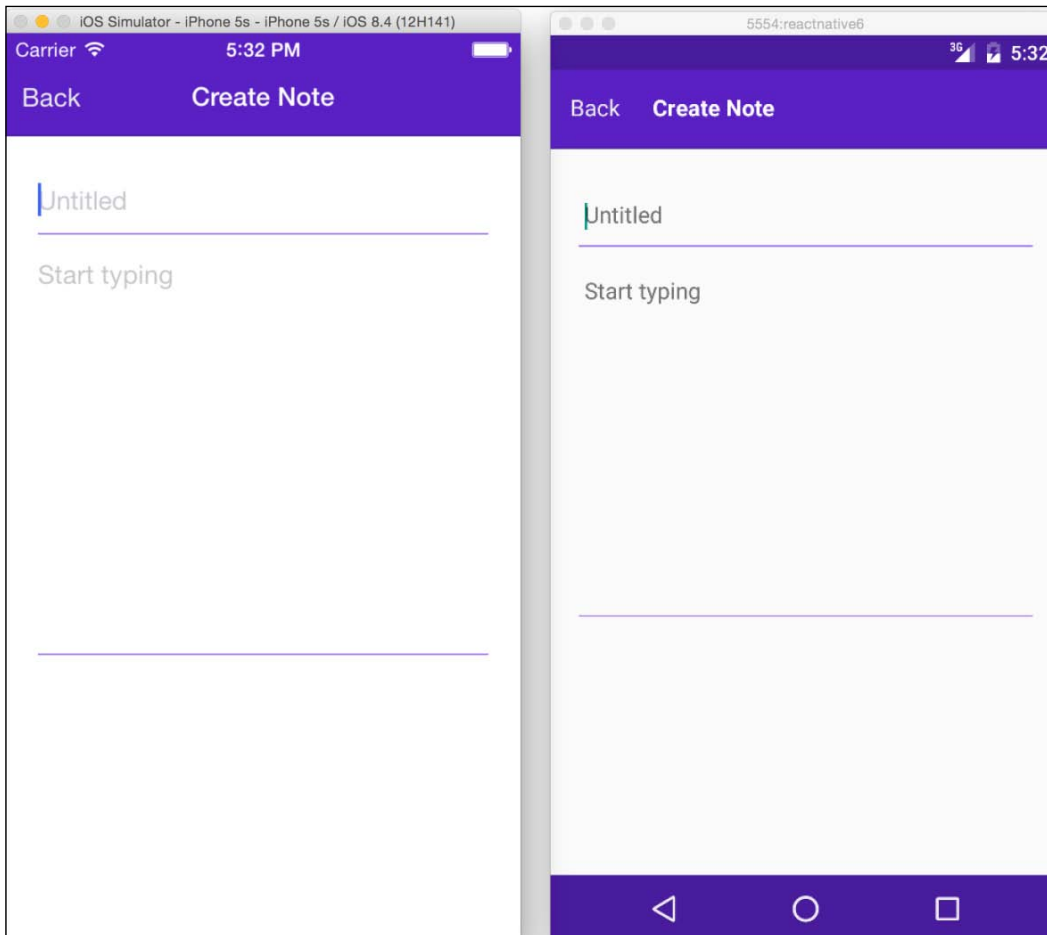 iOS Simulator - iPhone 5s - iPhone 5s / iOS 8.4 (12H141)
Carrier 5:32 PM
Back Create Note
Untitled
Start typing
5554:reactnative6
3G 5:32
Back Create Note
Untitled
Start typing